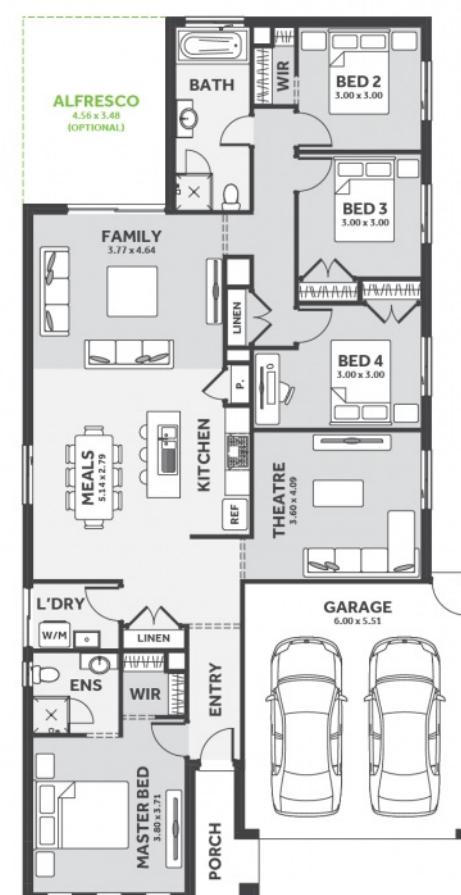 BATH
WIR
BED 2
3.00 x 3.00
ALFRESCO
4.56 x 3.48
(OPTIONAL)
BED 3
3.00 x 3.00
FAMILY
3.77 x 4.64
LINEN
BED 4
3.00 x 3.00
P.
KITCHEN
MEALS
5.14 x 2.79
REF
THEATRE
3.60 x 4.09
L'DRY
W/M
LINEN
GARAGE
6.00 x 5.51
ENS
WIR
ENTRY
MASTER BED
3.80 x 3.71
PORCH